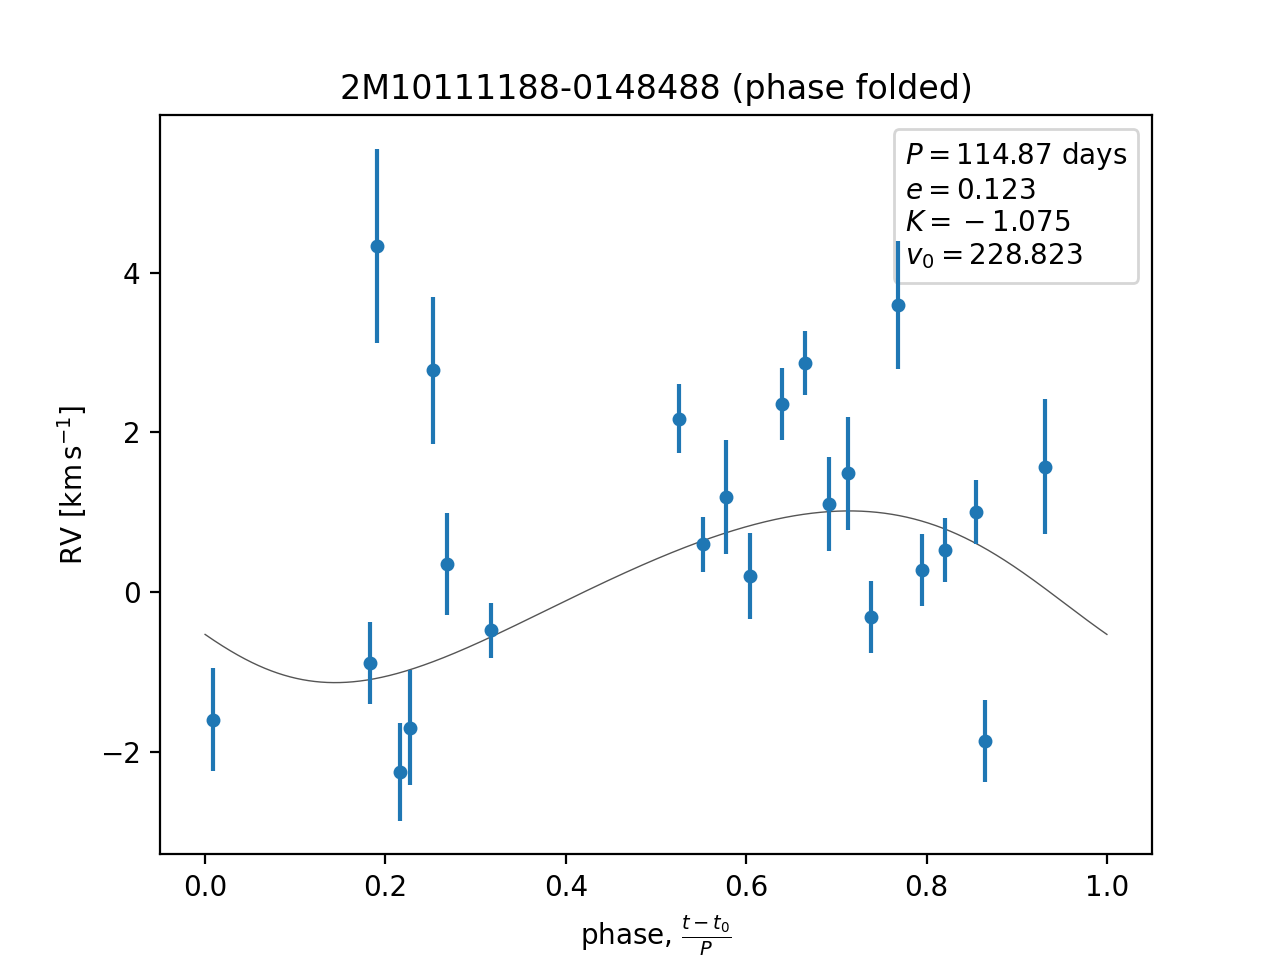 2M10111188-0148488 (phase folded)
P = 114.87 days
e = 0.123
K = −1.075
v₀ = 228.823
4
2
0
−2
RV [km s⁻¹]
0.0 0.2 0.4 0.6 0.8 1.0
phase, (t − t₀)/P